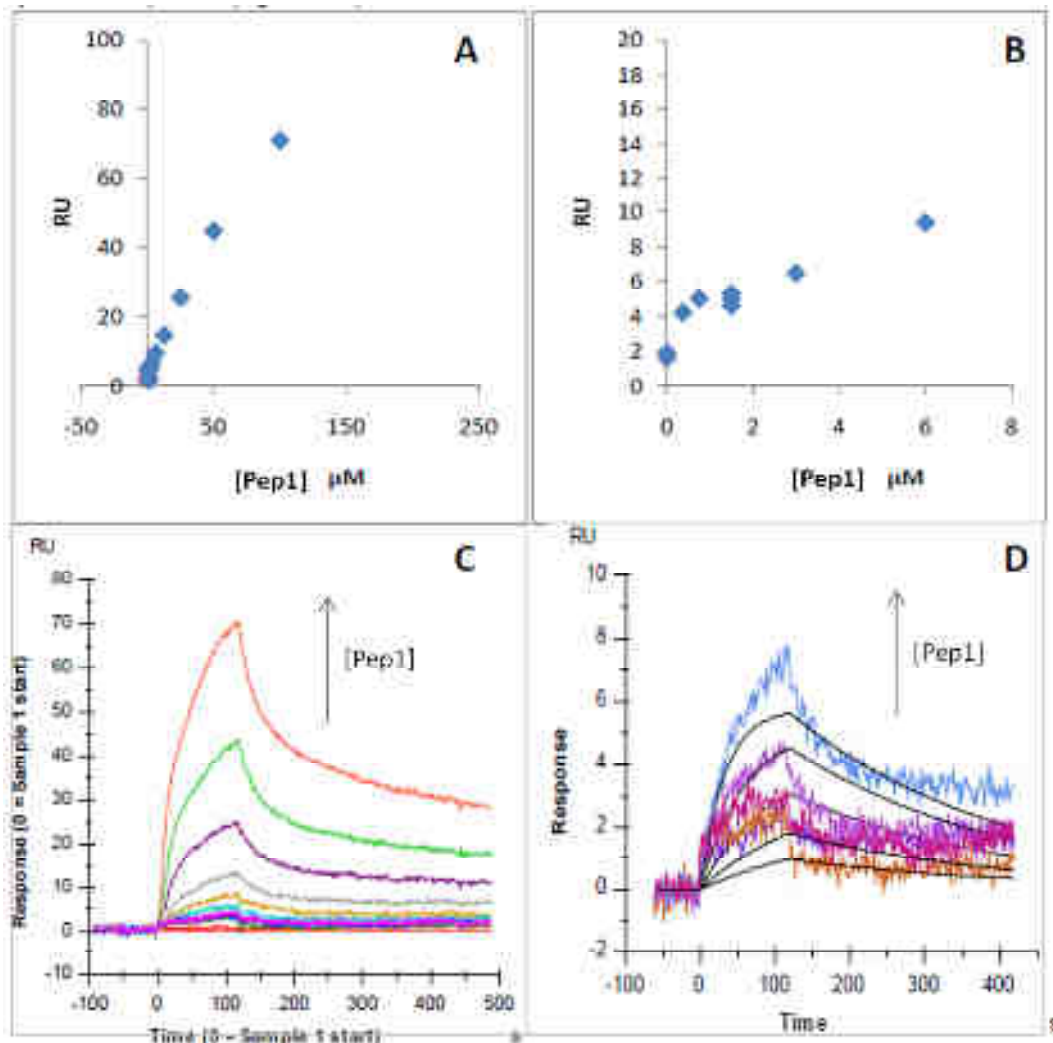 A
100
80
60
40
20
0
-50 50 150 250
RU
[Pep1] μM
B
20
18
16
14
12
10
8
6
4
2
0
0 2 4 6 8
RU
[Pep1] μM
RU
C
80
70
60
50
40
30
20
10
0
-10
-100 0 100 200 300 400 500
[Pep1]
Response (0 = Sample 1 start)
Time (0 = Sample 1 start)
s
RU
D
10
8
6
4
2
0
-2
-100 0 100 200 300 400
[Pep1]
Response
Time
s